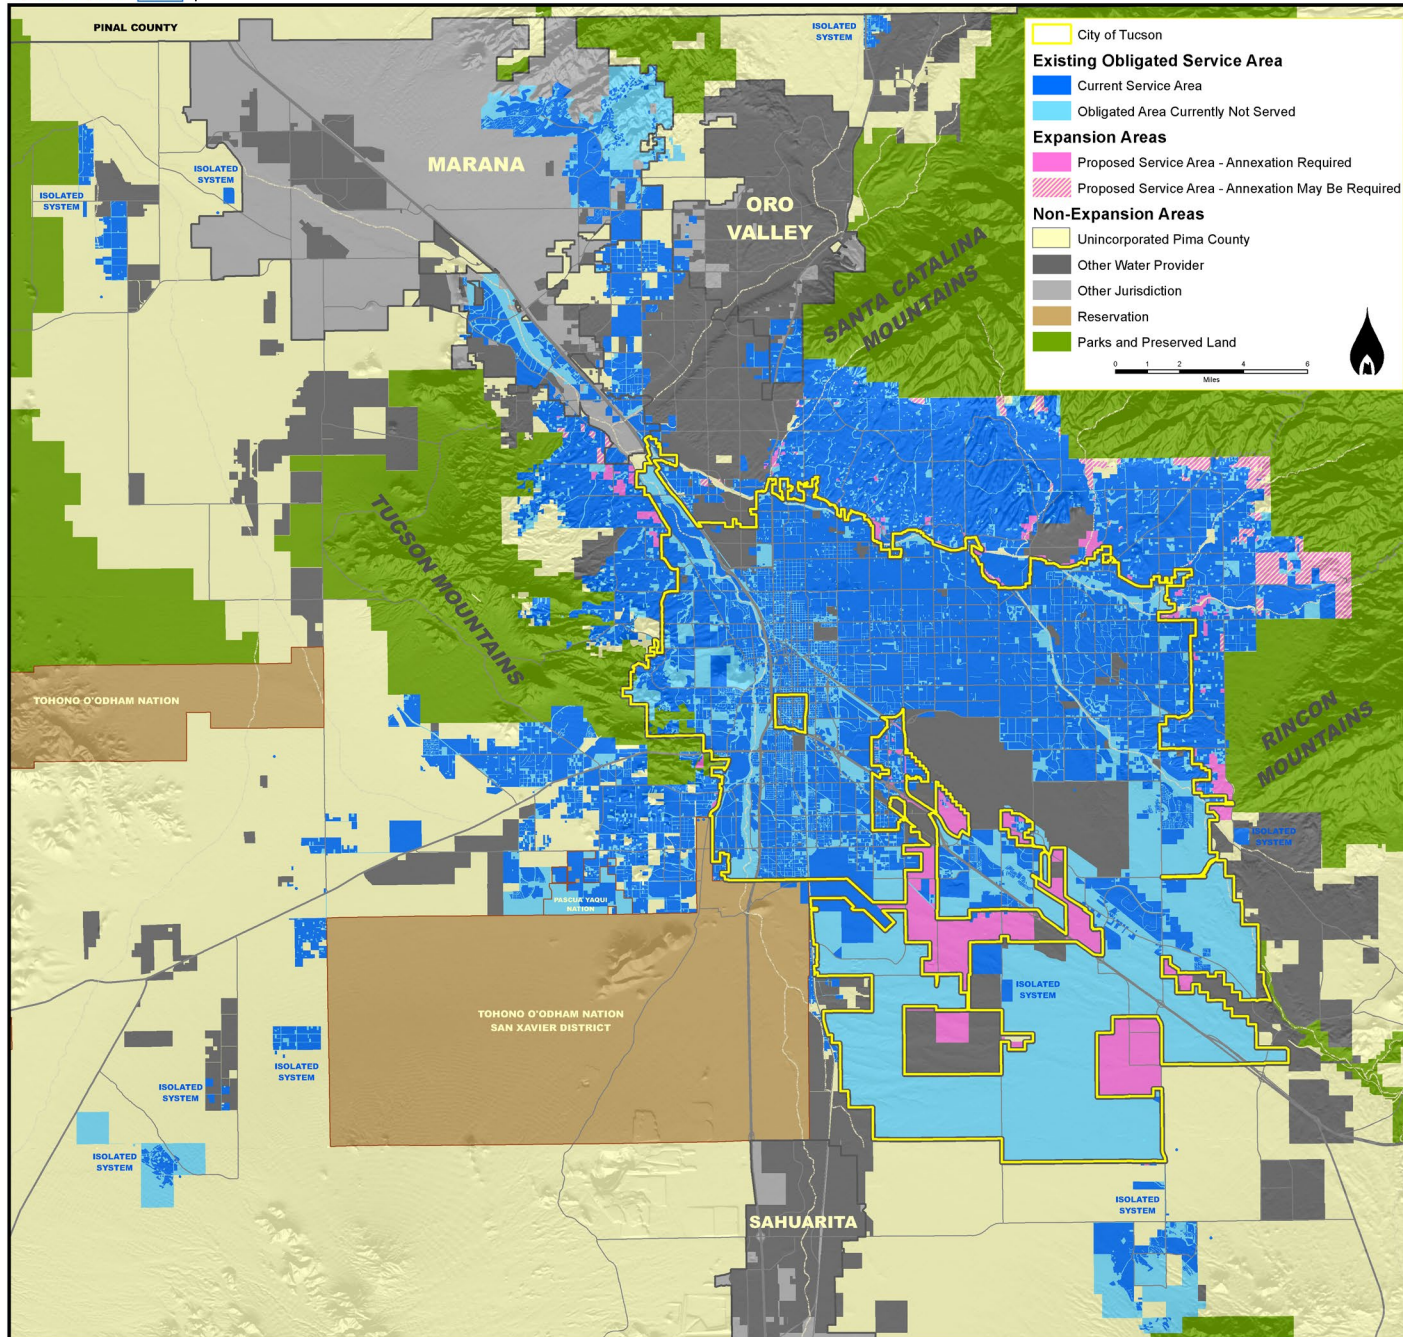 PINAL COUNTY
ISOLATED
SYSTEM
City of Tucson
Existing Obligated Service Area
Current Service Area
Obligated Area Currently Not Served
Expansion Areas
Proposed Service Area - Annexation Required
Proposed Service Area - Annexation May Be Required
Non-Expansion Areas
Unincorporated Pima County
Other Water Provider
Other Jurisdiction
Reservation
Parks and Preserved Land
0 1 2 4 6
Miles
MARANA
ISOLATED
SYSTEM
ISOLATED
SYSTEM
ORO
VALLEY
SANTA CATALINA
MOUNTAINS
TUCSON MOUNTAINS
TOHONO O'ODHAM NATION
RINCON
MOUNTAINS
ISOLATED
SYSTEM
PASCUA YAQUI
NATION
ISOLATED
SYSTEM
TOHONO O'ODHAM NATION
SAN XAVIER DISTRICT
ISOLATED
SYSTEM
ISOLATED
SYSTEM
ISOLATED
SYSTEM
ISOLATED
SYSTEM
SAHUARITA